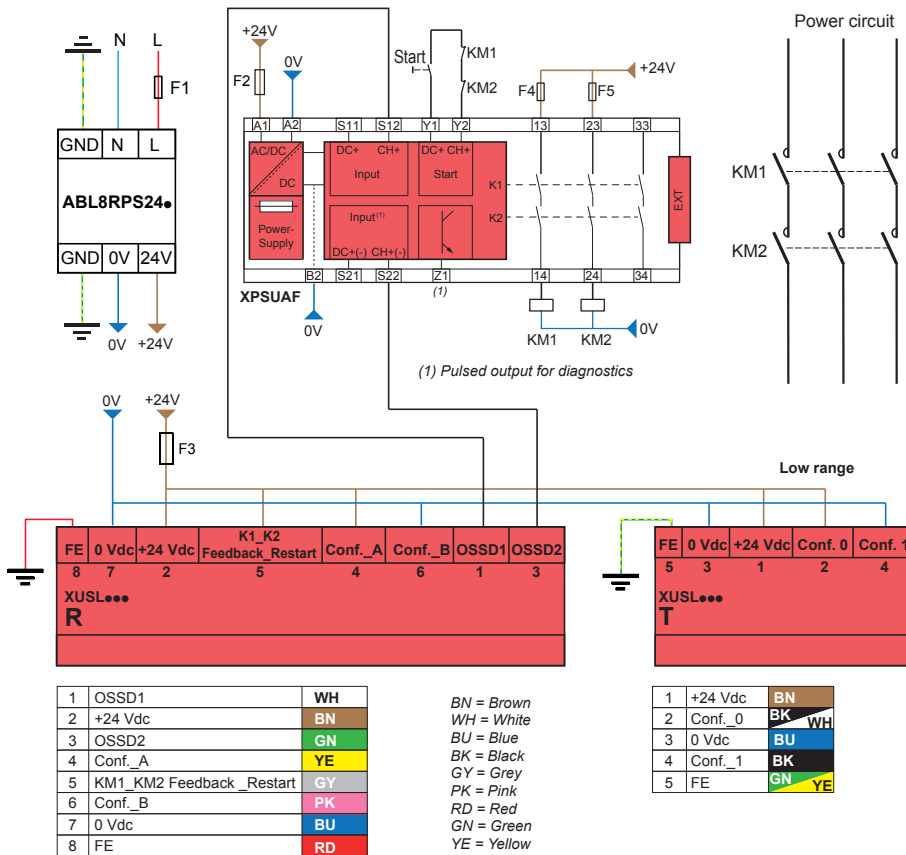 Power circuit
N L
F1
GND N L
ABL8RPS24●
GND 0V 24V
0V +24V
+24V
F2
0V
Start
KM1
KM2
F4 F5
+24V
A1 A2 S11 S12 Y1 Y2 13 23 33
AC/DC
DC
Power-
Supply
DC+ CH+
Input
DC+ CH+
Start
Input(1)
DC+(-) CH+(-)
K1
K2
EXT
B2 S21 S22 Z1 14 24 34
XPSUAF
(1)
0V
KM1 KM2
0V
(1) Pulsed output for diagnostics
KM1
KM2
0V +24V
F3
Low range
FE 0 Vdc +24 Vdc K1_K2 Feedback_Restart Conf._A Conf._B OSSD1 OSSD2
8 7 2 5 4 6 1 3
XUSL●●●
R
FE 0 Vdc +24 Vdc Conf. 0 Conf. 1
5 3 1 2 4
XUSL●●●
T
1 OSSD1 WH
2 +24 Vdc BN
3 OSSD2 GN
4 Conf._A YE
5 KM1_KM2 Feedback _Restart GY
6 Conf._B PK
7 0 Vdc BU
8 FE RD
BN = Brown
WH = White
BU = Blue
BK = Black
GY = Grey
PK = Pink
RD = Red
GN = Green
YE = Yellow
1 +24 Vdc BN
2 Conf._0 BK WH
3 0 Vdc BU
4 Conf._1 BK
5 FE GN YE